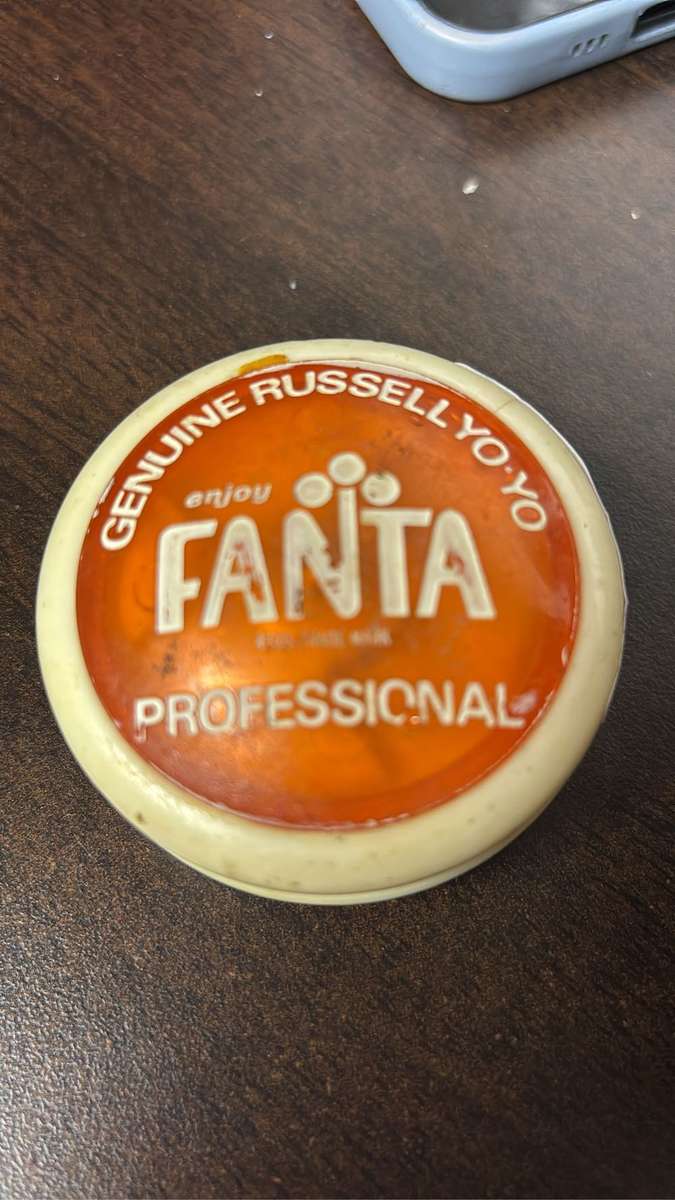 GENUINE RUSSELL YO-YO
enjoy
FANTA
PROFESSIONAL